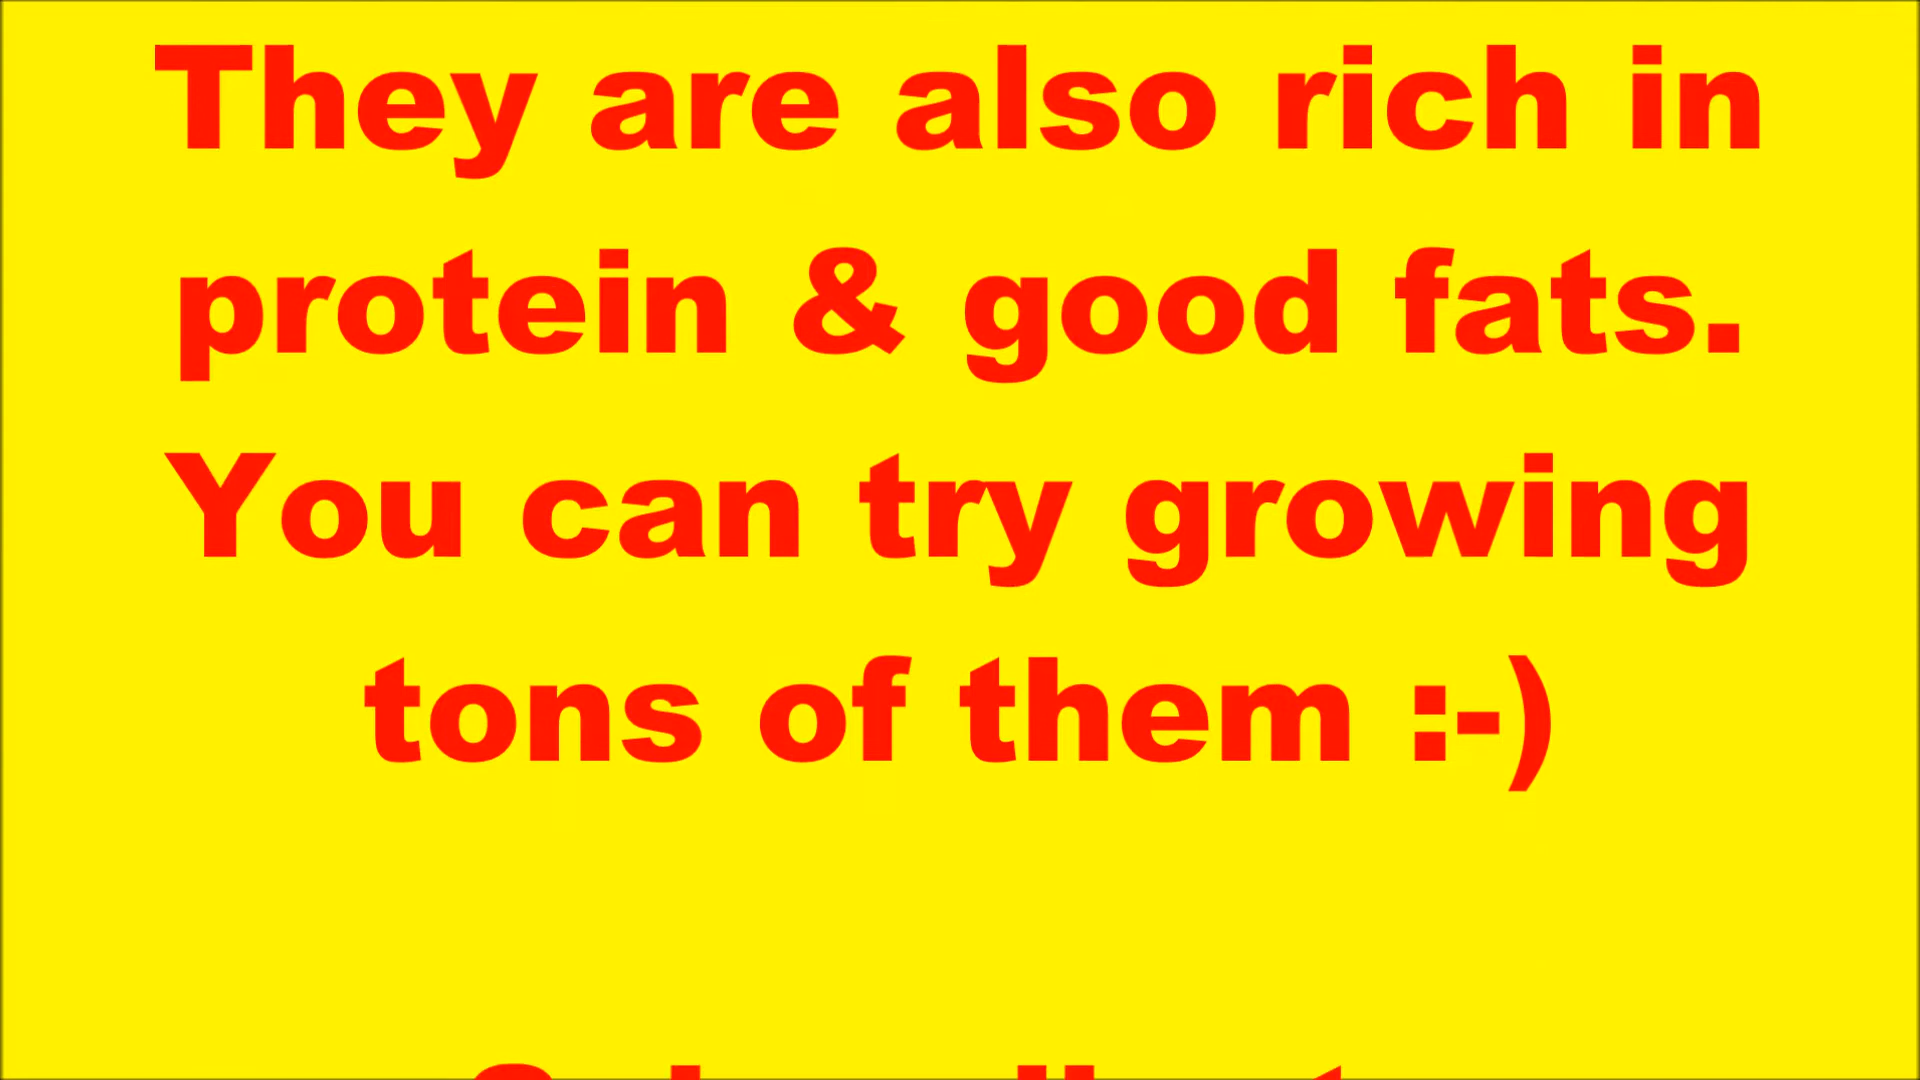 They are also rich in
protein & good fats.
You can try growing
tons of them :-)